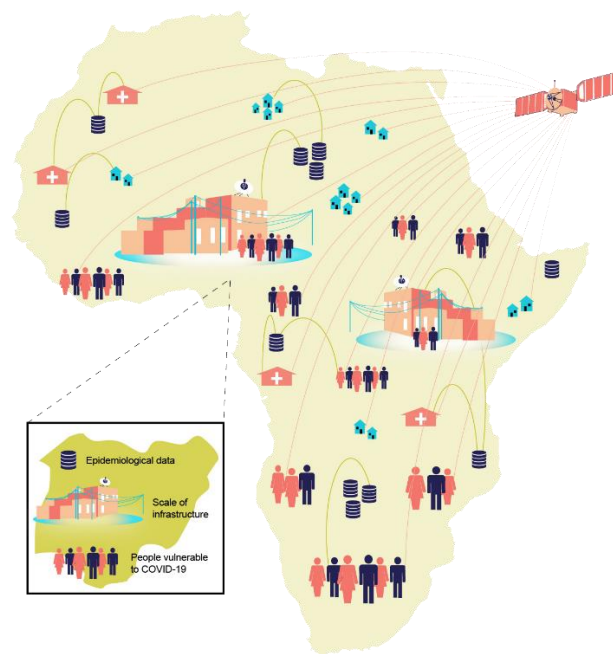 Epidemiological data
Scale of
infrastructure
People vulnerable
to COVID-19